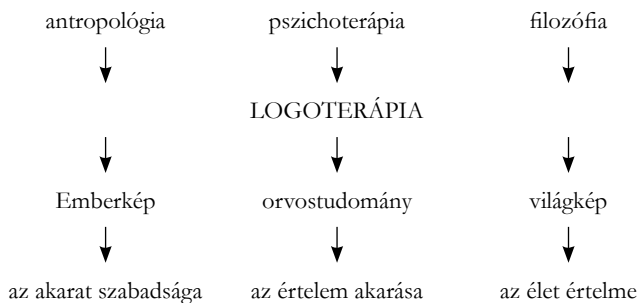 antropológia pszichoterápia filozófia
LOGOTERÁPIA
Emberkép orvostudomány világkép
az akarat szabadsága az értelem akarása az élet értelme